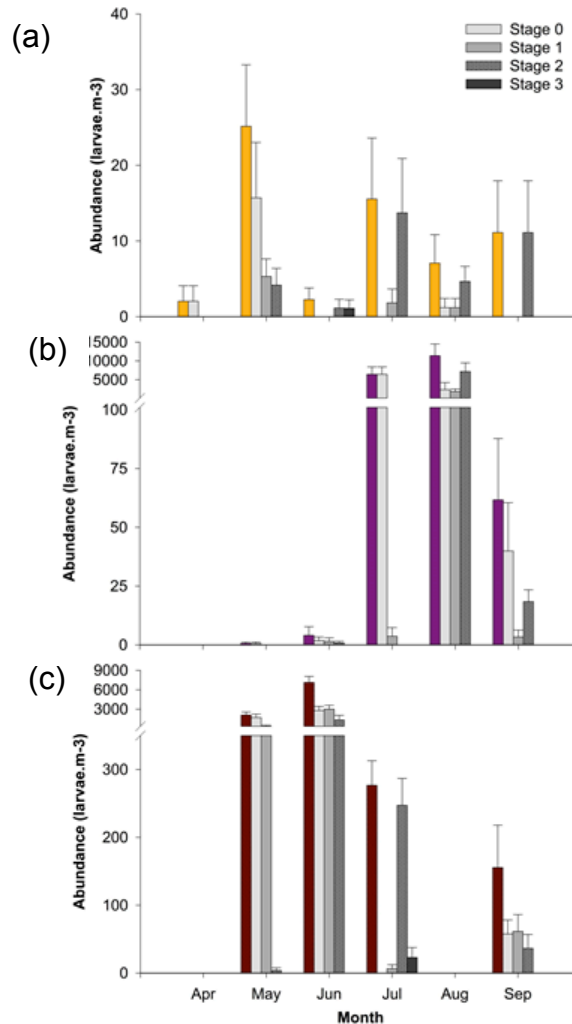 (a)
Stage 0
Stage 1
Stage 2
Stage 3
40
30
20
10
0
Abundance (larvae.m-3)
(b)
15000
10000
5000
100
75
50
25
0
Abundance (larvae.m-3)
(c)
9000
6000
3000
300
200
100
0
Abundance (larvae.m-3)
Apr May Jun Jul Aug Sep
Month